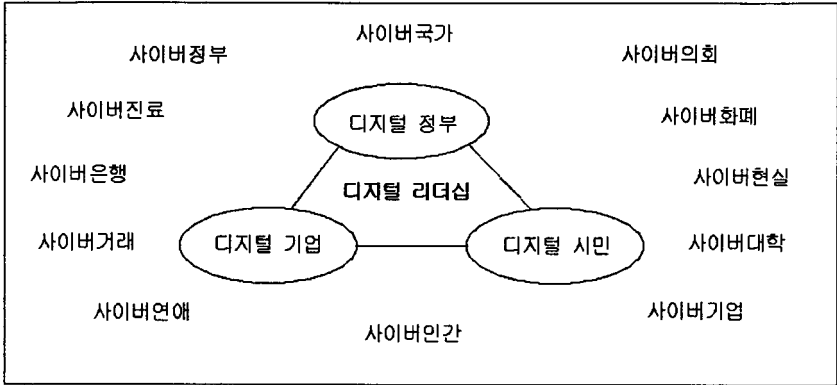 사이버국가
사이버정부
사이버의회
사이버진료
디지털 정부
사이버화폐
사이버은행
디지털 리더십
사이버현실
사이버거래
디지털 기업
디지털 시민
사이버대학
사이버연애
사이버인간
사이버기업